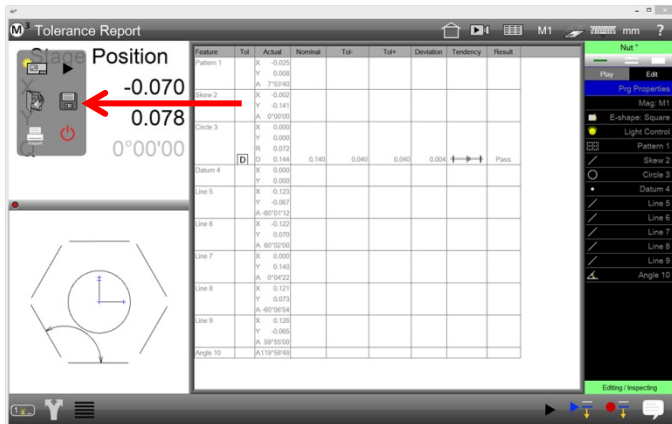 M³ Tolerance Report
M1
mm
?
Stage Position
X -0.070
Y 0.078
Q: 0°00'00
Feature Tol Actual Nominal Tol- Tol+ Deviation Tendency Result
Pattern 1 X -0.025
Y 0.008
A 7°53'40
Skew 2 X -0.002
Y -0.141
A 0°00'00
Circle 3 X 0.000
Y 0.000
R 0.072
D D 0.144 0.140 0.040 0.040 0.004 Pass
Datum 4 X 0.000
Y 0.000
Line 5 X -0.123
Y -0.067
A -60°01'12
Line 6 X -0.122
Y 0.070
A 60°02'00
Line 7 X 0.000
Y 0.140
A 0°04'22
Line 8 X 0.121
Y 0.073
A -60°06'54
Line 9 X 0.126
Y -0.065
A 59°55'00
Angle 10 A 119°58'48
Nut *
Play Edit
Prg Properties
Mag: M1
E-shape: Square
Light Control
Pattern 1
Skew 2
Circle 3
Datum 4
Line 5
Line 6
Line 7
Line 8
Line 9
Angle 10
Editing / Inspecting